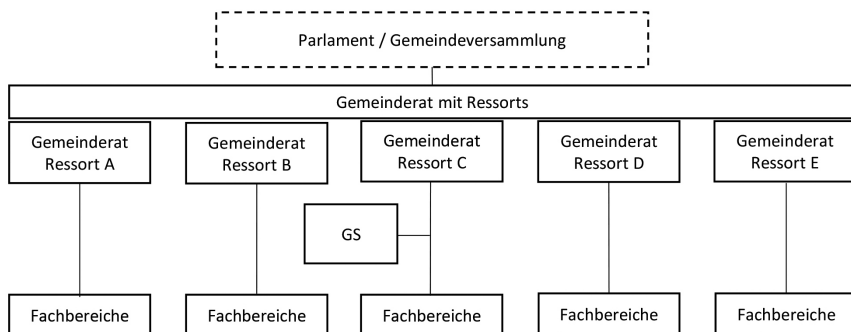 Parlament / Gemeindeversammlung
Gemeinderat mit Ressorts
Gemeinderat
Ressort A
Gemeinderat
Ressort B
Gemeinderat
Ressort C
Gemeinderat
Ressort D
Gemeinderat
Ressort E
GS
Fachbereiche
Fachbereiche
Fachbereiche
Fachbereiche
Fachbereiche